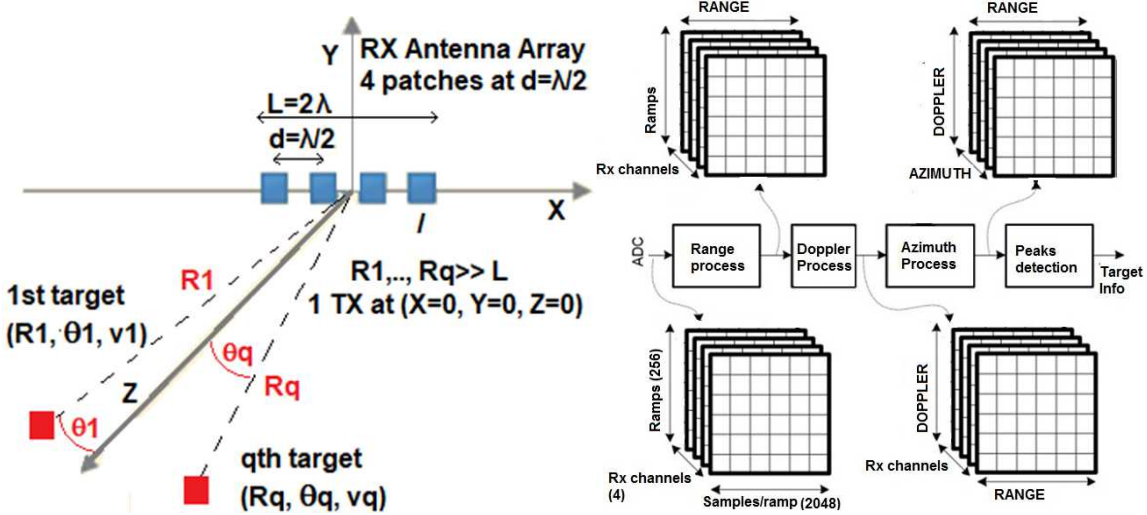 Y
RX Antenna Array
4 patches at d=λ/2
L=2λ
d=λ/2
X
l
R1
R1,.., Rq>> L
1 TX at (X=0, Y=0, Z=0)
1st target
(R1, θ1, v1)
θq
Rq
Z
θ1
qth target
(Rq, θq, vq)
RANGE
Ramps
Rx channels
RANGE
DOPPLER
AZIMUTH
ADC
Range
process
Doppler
Process
Azimuth
Process
Peaks
detection
Target
Info
Ramps (256)
Rx channels
(4)
Samples/ramp (2048)
DOPPLER
Rx channels
RANGE